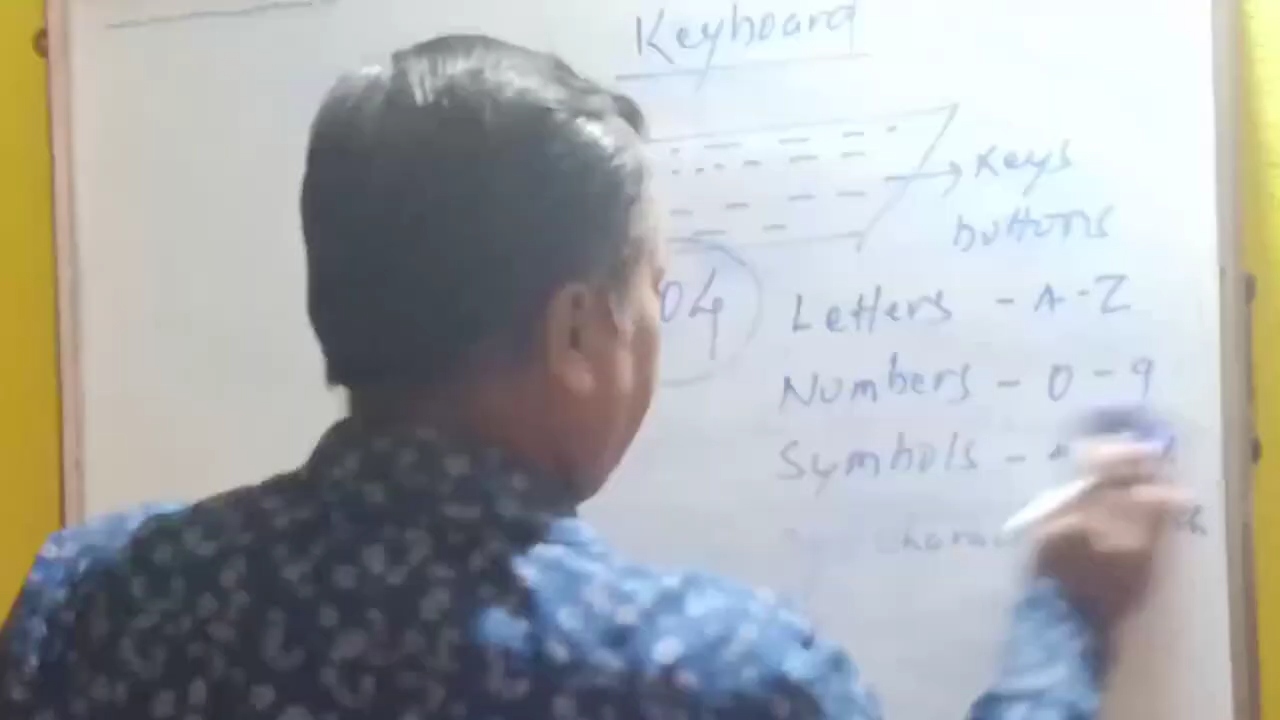 Keyboard
Keys
buttons
04
Letters - A-Z
Numbers - 0 - 9
Symbols -